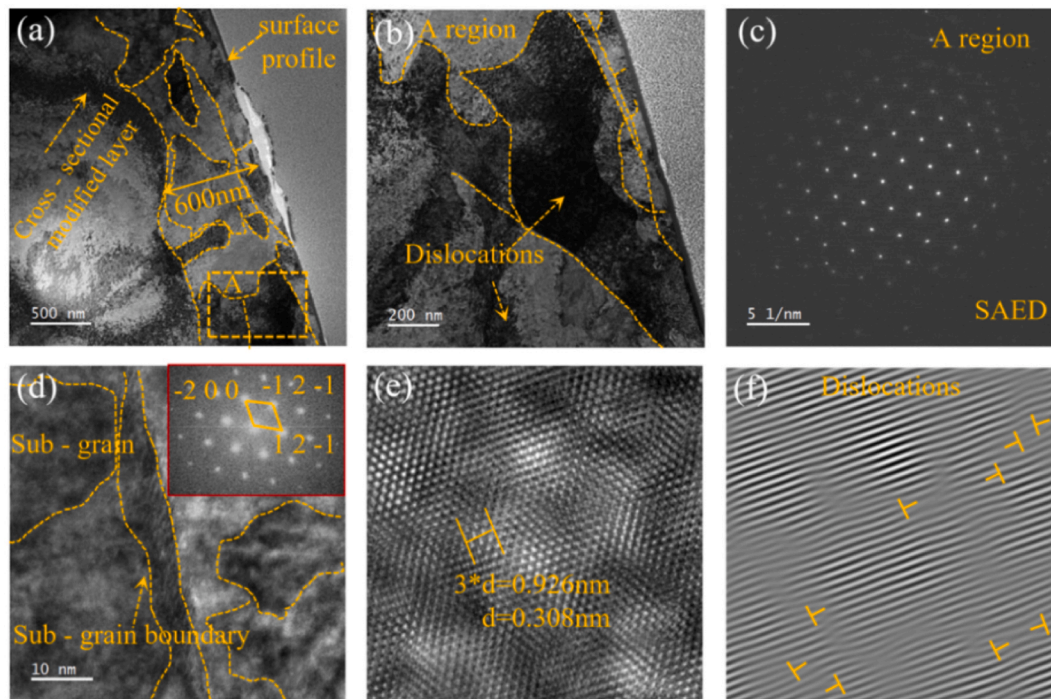 (a)
surface
profile
Cross - sectional
modified layer
600nm
A
500 nm
(b)
A region
Dislocations
200 nm
(c)
A region
SAED
5 1/nm
(d)
-2 0 0
-1 2 -1
1 2 -1
Sub - grain
Sub - grain boundary
10 nm
(e)
3*d=0.926nm
d=0.308nm
(f)
Dislocations